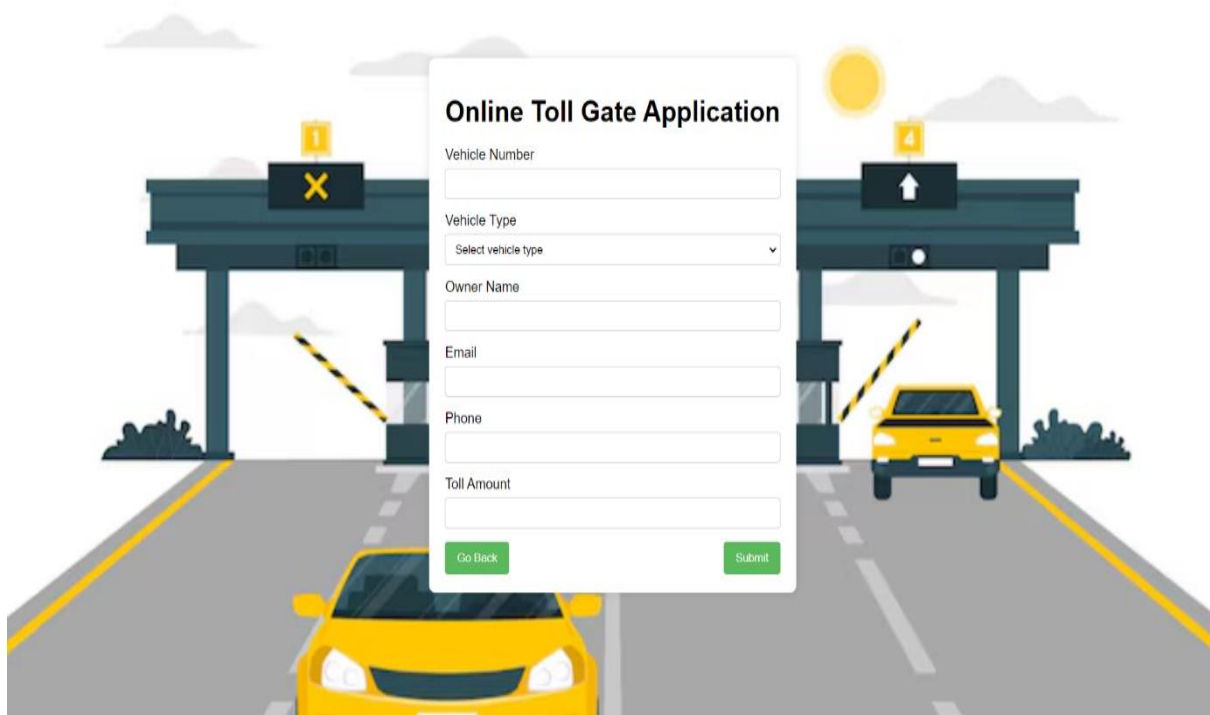 Online Toll Gate Application
1
4
Vehicle Number
Vehicle Type
Select vehicle type
Owner Name
Email
Phone
Toll Amount
Go Back
Submit